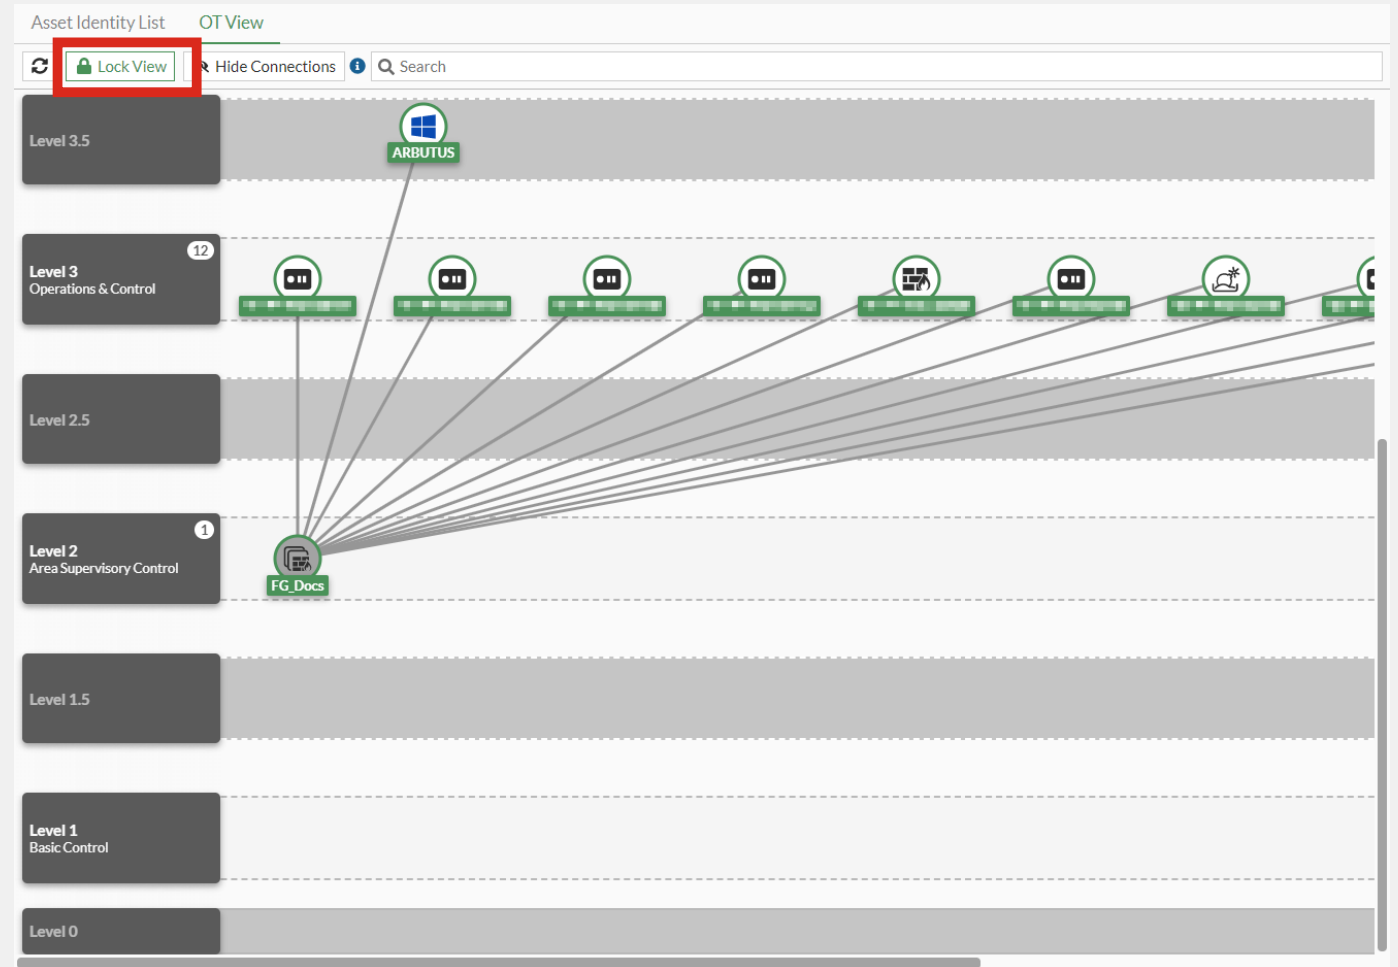 Asset Identity List
OT View
Lock View
Hide Connections
Search
Level 3.5
ARBUTUS
12
Level 3
Operations & Control
Level 2.5
1
Level 2
Area Supervisory Control
FG_Docs
Level 1.5
Level 1
Basic Control
Level 0